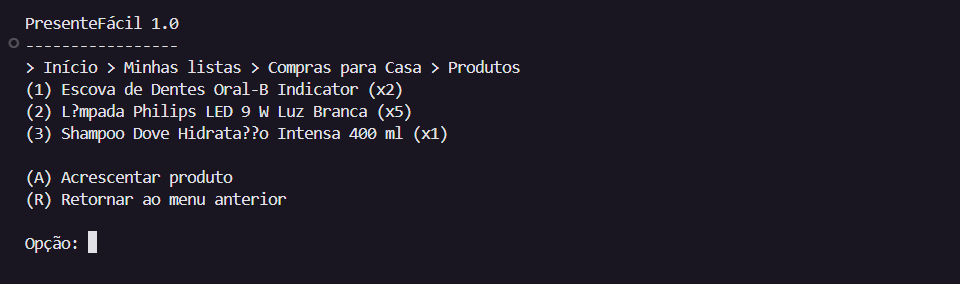 PresenteFácil 1.0
-----------------
> Início > Minhas listas > Compras para Casa > Produtos
(1) Escova de Dentes Oral-B Indicator (x2)
(2) L?mpada Philips LED 9 W Luz Branca (x5)
(3) Shampoo Dove Hidrata??o Intensa 400 ml (x1)
(A) Acrescentar produto
(R) Retornar ao menu anterior
Opção: